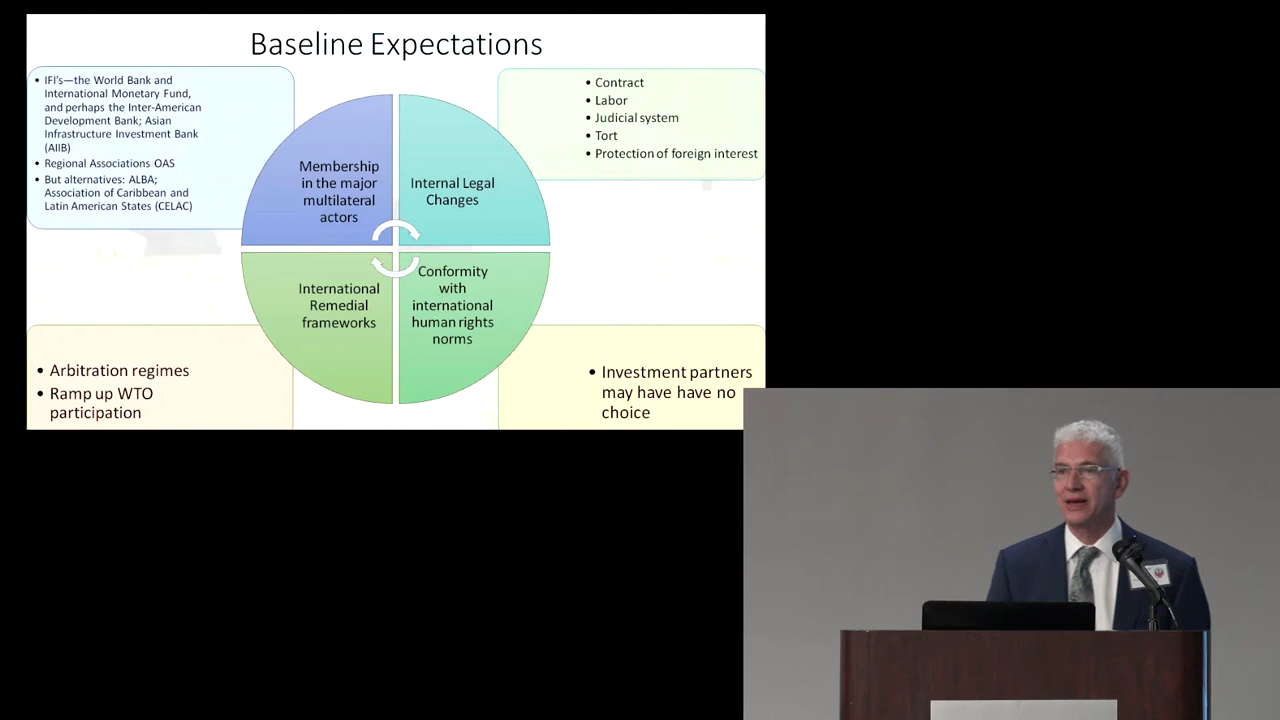 Baseline Expectations
• IFI's—the World Bank and
International Monetary Fund,
and perhaps the Inter-American
Development Bank; Asian
Infrastructure Investment Bank
(AIIB)
• Regional Associations OAS
• But alternatives: ALBA;
Association of Caribbean and
Latin American States (CELAC)
• Contract
• Labor
• Judicial system
• Tort
• Protection of foreign interest
Membership
in the major
multilateral
actors
Internal Legal
Changes
International
Remedial
frameworks
Conformity
with
international
human rights
norms
• Arbitration regimes
• Ramp up WTO
participation
• Investment partners
may have have no
choice